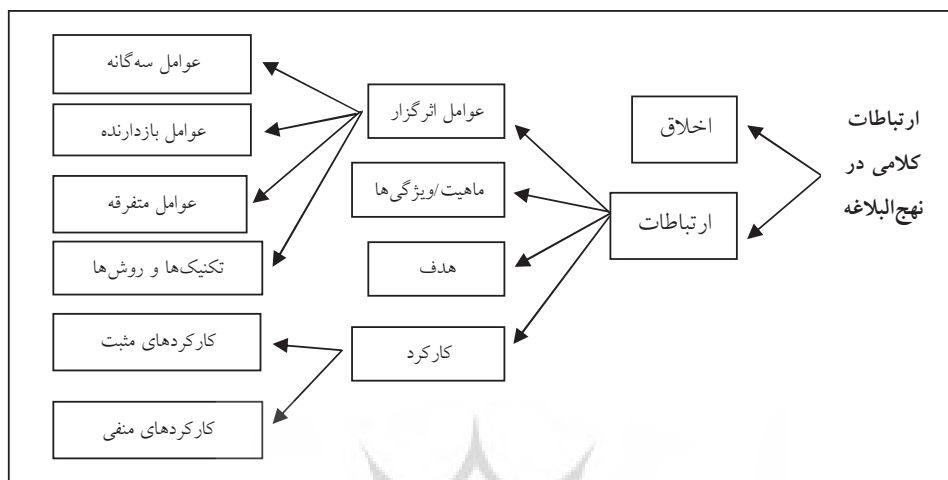 ارتباطات
کلامی در
نهج‌البلاغه
اخلاق
ارتباطات
عوامل اثرگزار
ماهیت/ویژگی‌ها
هدف
کارکرد
عوامل سه‌گانه
عوامل بازدارنده
عوامل متفرقه
تکنیک‌ها و روش‌ها
کارکردهای مثبت
کارکردهای منفی